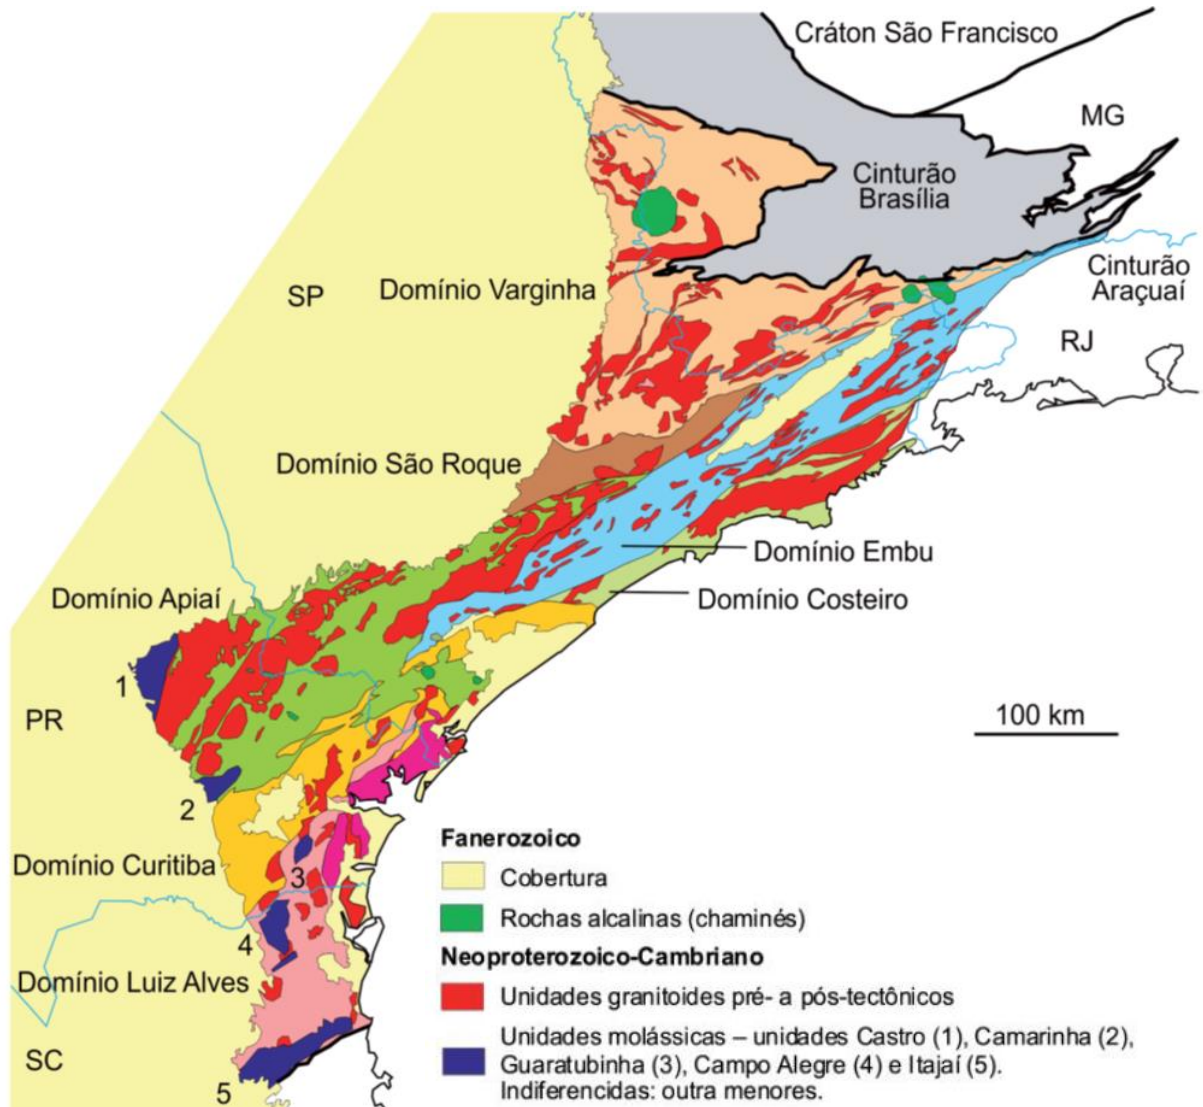 Cráton São Francisco
MG
Cinturão
Brasília
Cinturão
Araçuaí
SP
Domínio Varginha
RJ
Domínio São Roque
Domínio Embu
Domínio Apiaí
Domínio Costeiro
1
PR
100 km
2
Domínio Curitiba
3
4
Domínio Luiz Alves
SC
5
Fanerozoico
Cobertura
Rochas alcalinas (chaminés)
Neoproterozoico-Cambriano
Unidades granitoides pré- a pós-tectônicos
Unidades molássicas – unidades Castro (1), Camarinha (2),
Guaratubinha (3), Campo Alegre (4) e Itajaí (5).
Indiferencidas: outra menores.